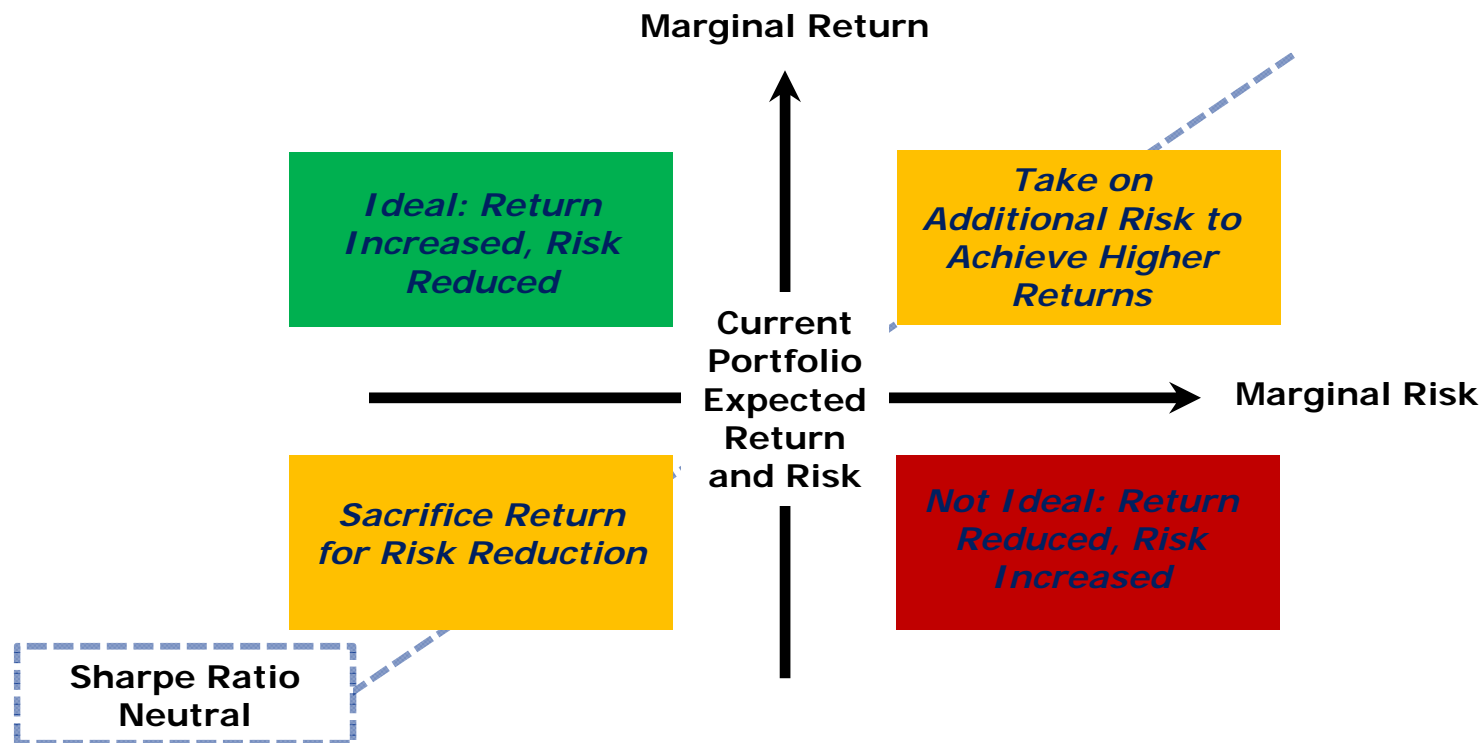 Marginal Return
Ideal: Return
Increased, Risk
Reduced
Take on
Additional Risk to
Achieve Higher
Returns
Current
Portfolio
Expected
Return
and Risk
Marginal Risk
Sacrifice Return
for Risk Reduction
Not Ideal: Return
Reduced, Risk
Increased
Sharpe Ratio
Neutral